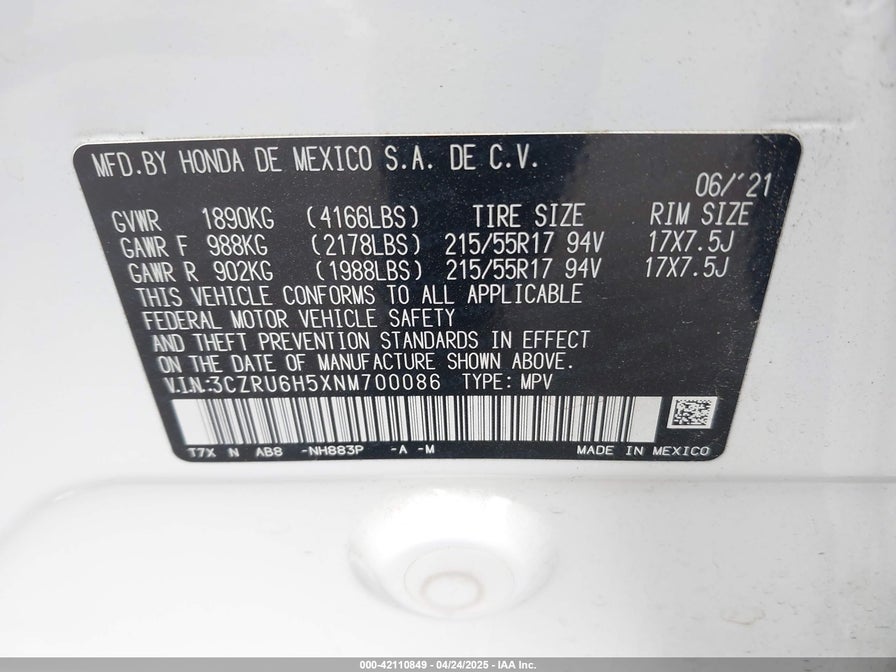 MFD.BY HONDA DE MEXICO S.A. DE C.V.
06/'21
GVWR 1890KG (4166LBS) TIRE SIZE RIM SIZE
GAWR F 988KG (2178LBS) 215/55R17 94V 17X7.5J
GAWR R 902KG (1988LBS) 215/55R17 94V 17X7.5J
THIS VEHICLE CONFORMS TO ALL APPLICABLE
FEDERAL MOTOR VEHICLE SAFETY
AND THEFT PREVENTION STANDARDS IN EFFECT
ON THE DATE OF MANUFACTURE SHOWN ABOVE.
V.I.N.:3CZRU6H5XNM700086 TYPE: MPV
T7X N AB8 -NH883P -A -M MADE IN MEXICO
000-42110849 - 04/24/2025 - IAA Inc.